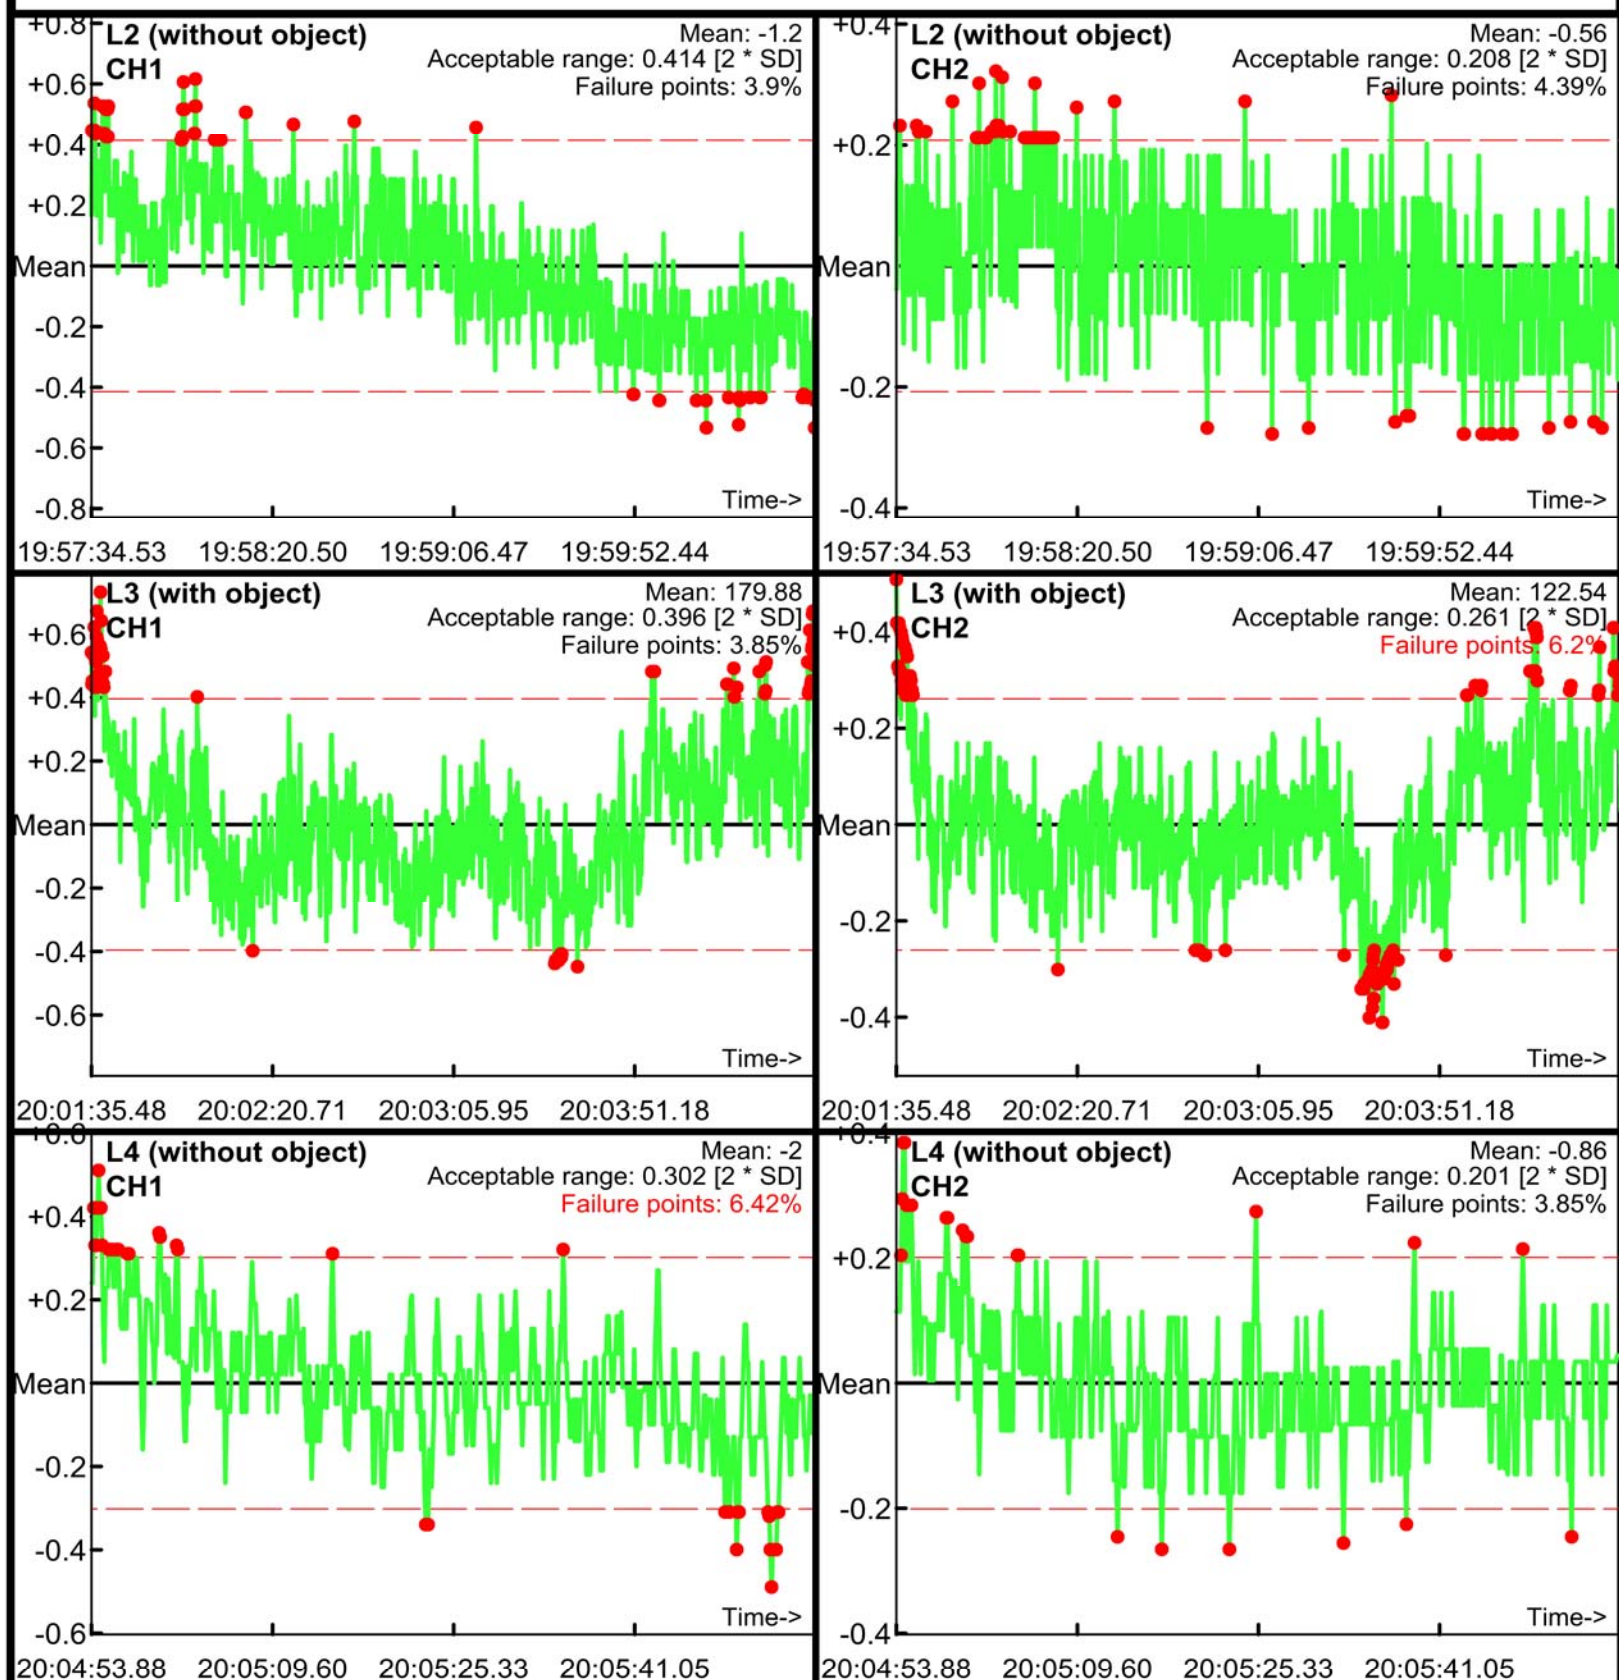 +0.8
L2 (without object)
CH1
Mean: -1.2
Acceptable range: 0.414 [2 * SD]
Failure points: 3.9%
+0.6
+0.4
+0.2
Mean
-0.2
-0.4
-0.6
-0.8
Time->
19:57:34.53 19:58:20.50 19:59:06.47 19:59:52.44
+0.4
L2 (without object)
CH2
Mean: -0.56
Acceptable range: 0.208 [2 * SD]
Failure points: 4.39%
+0.2
Mean
-0.2
-0.4
Time->
19:57:34.53 19:58:20.50 19:59:06.47 19:59:52.44
L3 (with object)
CH1
Mean: 179.88
Acceptable range: 0.396 [2 * SD]
Failure points: 3.85%
+0.6
+0.4
+0.2
Mean
-0.2
-0.4
-0.6
Time->
20:01:35.48 20:02:20.71 20:03:05.95 20:03:51.18
L3 (with object)
CH2
Mean: 122.54
Acceptable range: 0.261 [2 * SD]
Failure points: 6.2%
+0.4
+0.2
Mean
-0.2
-0.4
Time->
20:01:35.48 20:02:20.71 20:03:05.95 20:03:51.18
L4 (without object)
CH1
Mean: -2
Acceptable range: 0.302 [2 * SD]
Failure points: 6.42%
+0.4
+0.2
Mean
-0.2
-0.4
-0.6
Time->
20:04:53.88 20:05:09.60 20:05:25.33 20:05:41.05
+0.4
L4 (without object)
CH2
Mean: -0.86
Acceptable range: 0.201 [2 * SD]
Failure points: 3.85%
+0.2
Mean
-0.2
-0.4
Time->
20:04:53.88 20:05:09.60 20:05:25.33 20:05:41.05